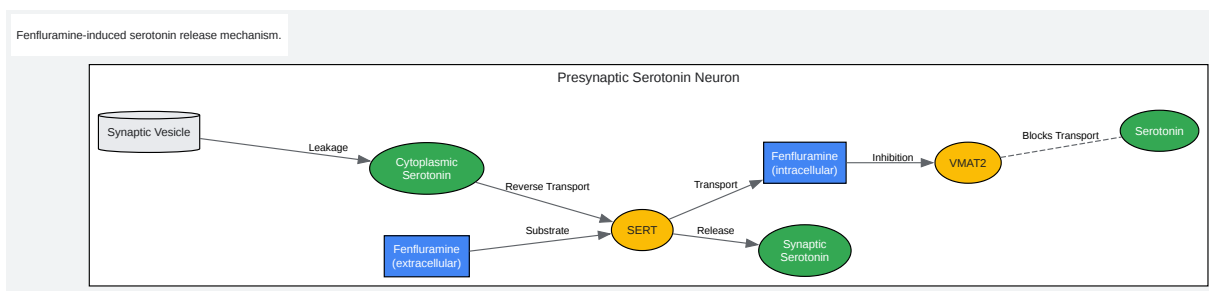 Fenfluramine-induced serotonin release mechanism.
Presynaptic Serotonin Neuron
Synaptic Vesicle
Leakage
Cytoplasmic
Serotonin
Reverse Transport
Fenfluramine
(extracellular)
Substrate
SERT
Transport
Release
Fenfluramine
(intracellular)
Synaptic
Serotonin
Inhibition
VMAT2
Blocks Transport
Serotonin